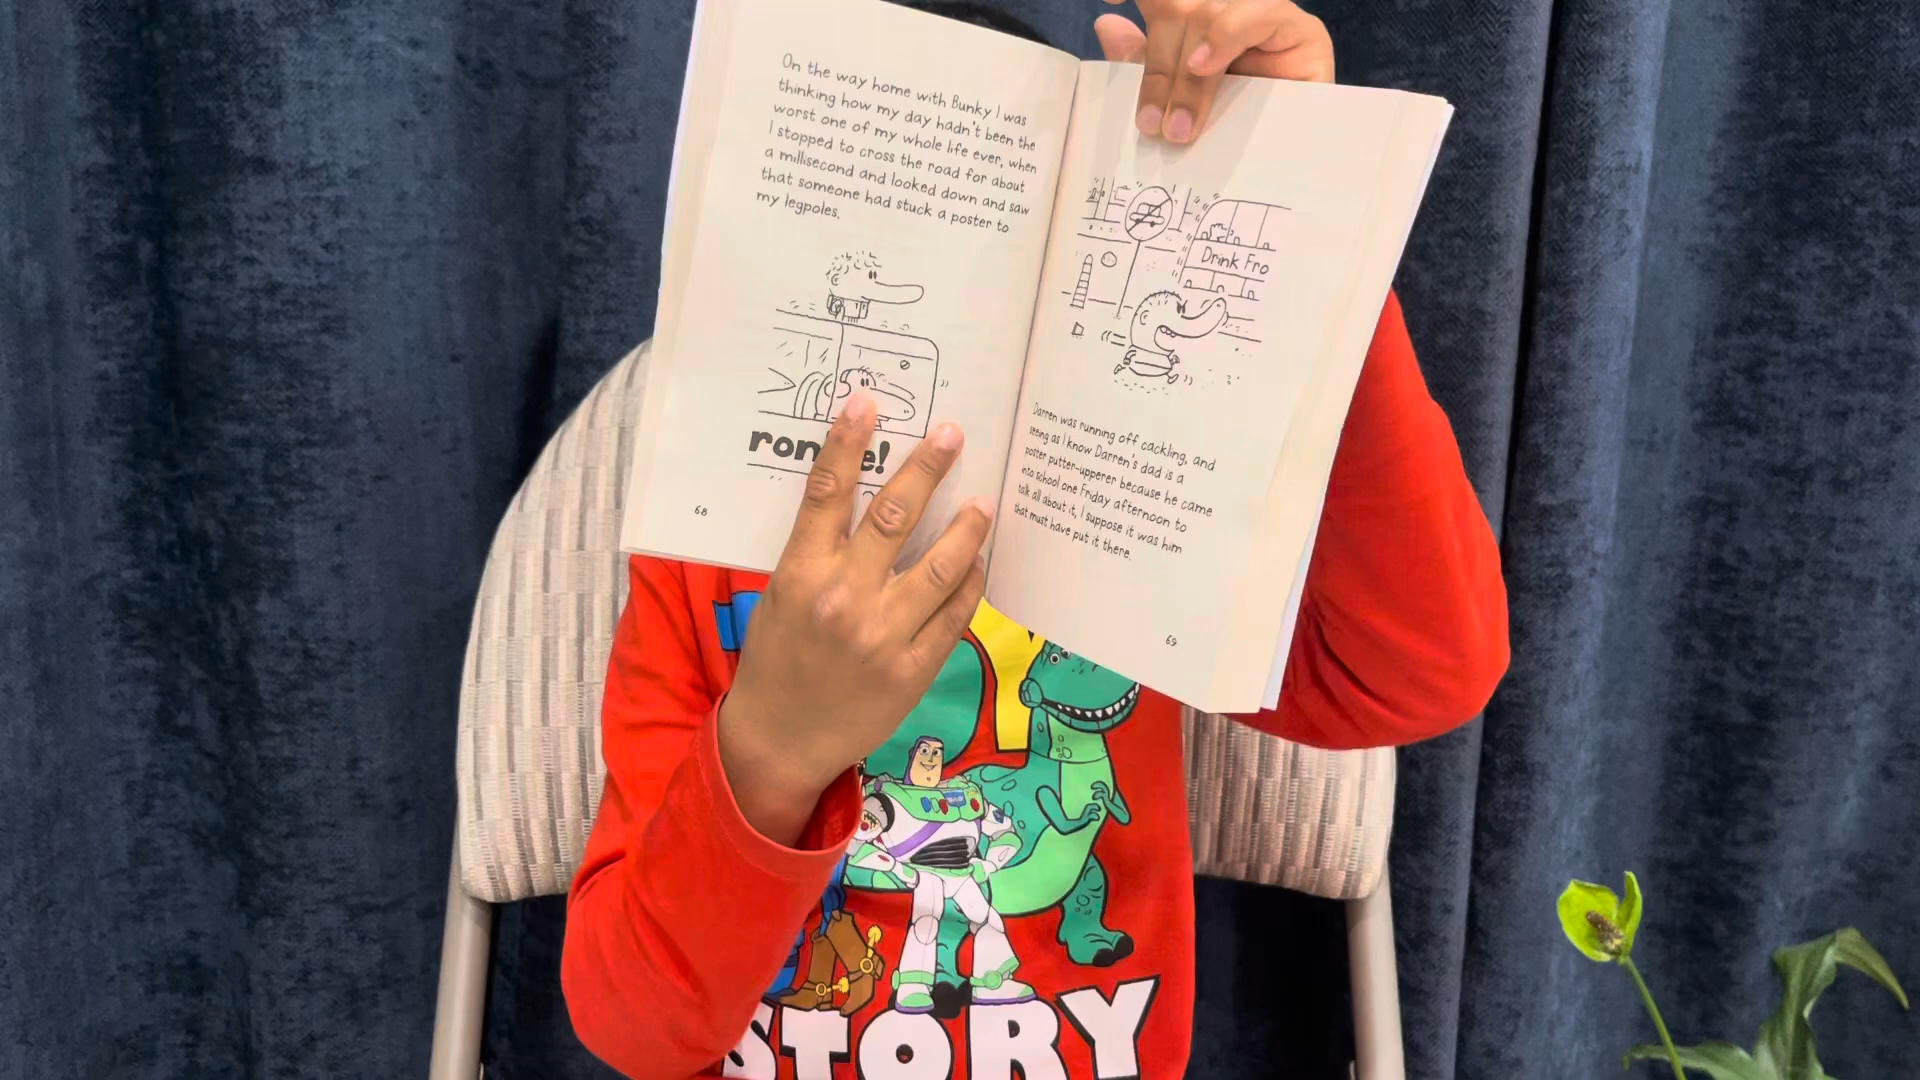 On the way home with Bunky I was
thinking how my day hadn't been the
worst one of my whole life ever, when
I stopped to cross the road for about
a millisecond and looked down and saw
that someone had stuck a poster to
my legpoles.
68
Drink Fro
Darren was running off cackling, and
seeing as I know Darren's dad is a
poster putter-upperer because he came
into school one Friday afternoon to
talk all about it, I suppose it was him
that must have put it there.
69
STORY